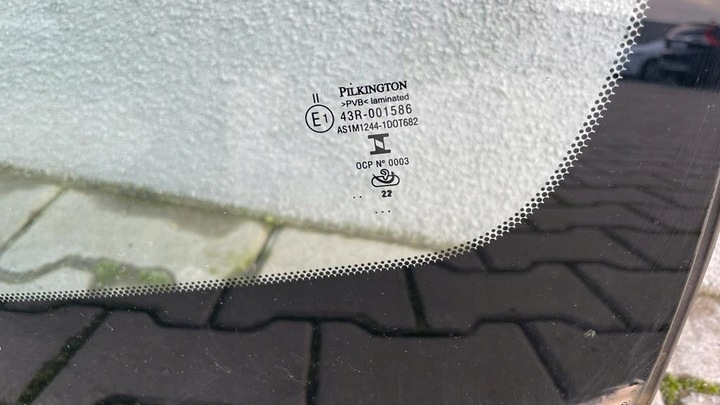 PILKINGTON
>PVB< laminated
II
E1
43R-001586
AS1M1244-1DOT682
OCP Nº 0003
22